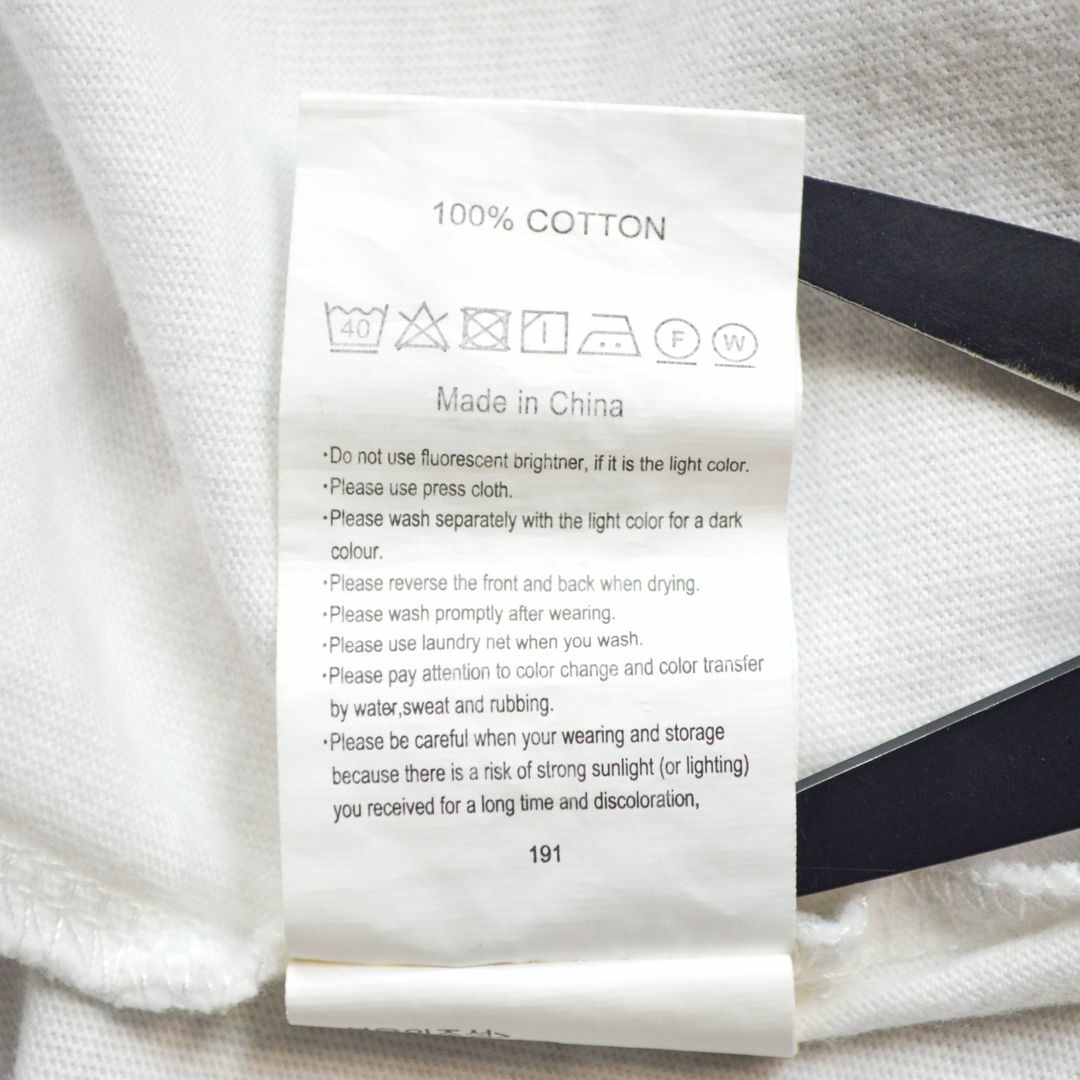 100% COTTON
40 F W
Made in China
·Do not use fluorescent brightner, if it is the light color.
·Please use press cloth.
·Please wash separately with the light color for a dark
colour.
·Please reverse the front and back when drying.
·Please wash promptly after wearing.
·Please use laundry net when you wash.
·Please pay attention to color change and color transfer
by water,sweat and rubbing.
·Please be careful when your wearing and storage
because there is a risk of strong sunlight (or lighting)
you received for a long time and discoloration,
191